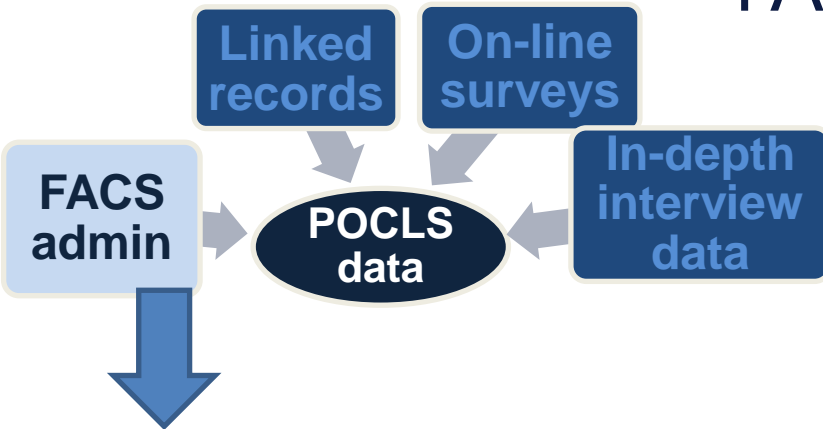 Linked
records
On-line
surveys
FACS
admin
POCLS
data
In-depth
interview
data